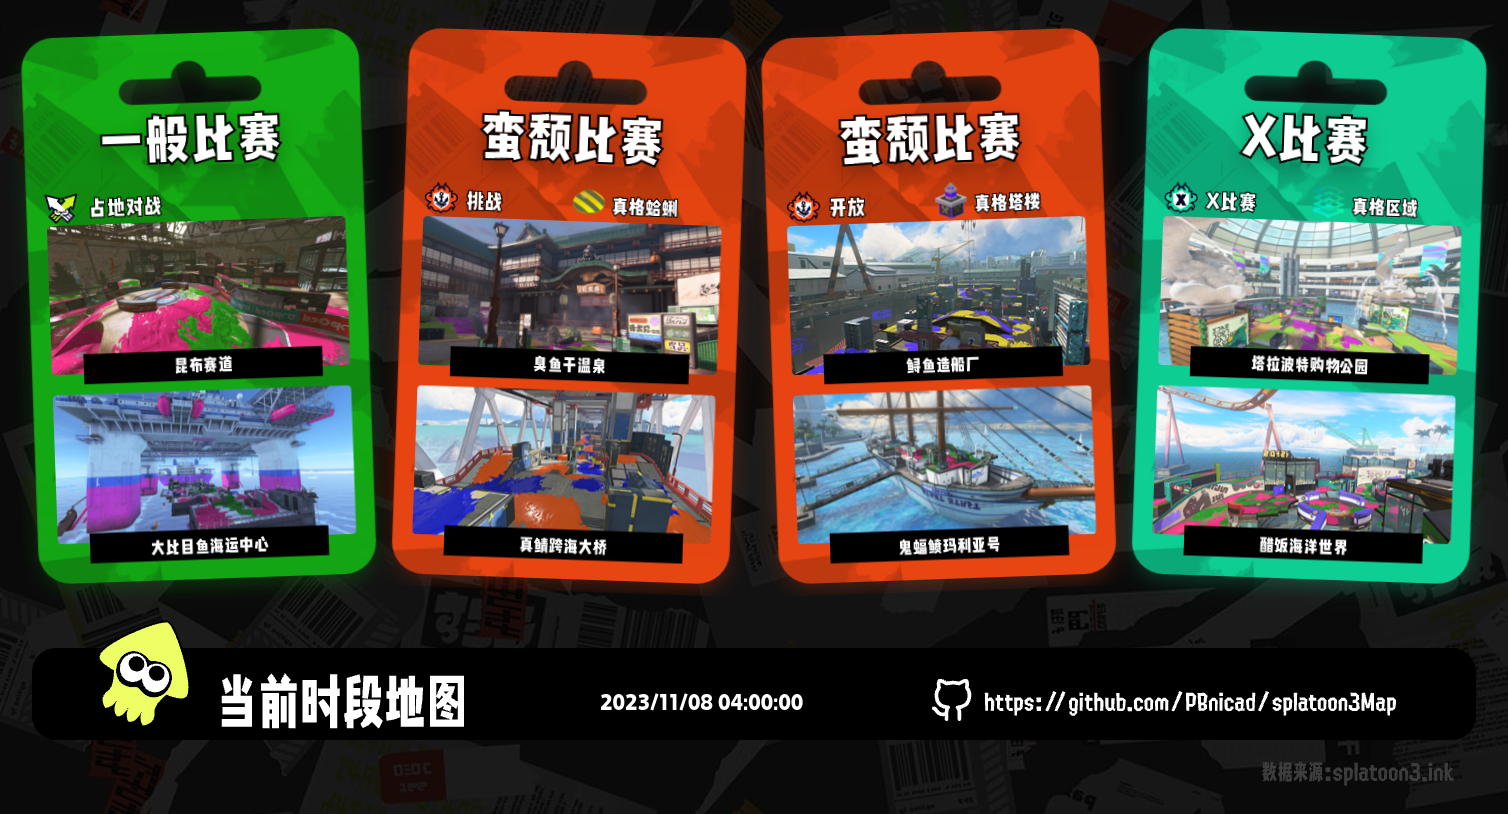 一般比赛
占地对战
昆布赛道
大比目鱼海运中心
蛮颓比赛
挑战
真格蛤蜊
臭鱼干温泉
真鲭跨海大桥
蛮颓比赛
开放
真格塔楼
鲟鱼造船厂
鬼蝠鲼玛利亚号
X比赛
X比赛
真格区域
塔拉波特购物公园
醋饭海洋世界
当前时段地图
2023/11/08 04:00:00
https://github.com/PBnicad/splatoon3Map
数据来源:splatoon3.ink